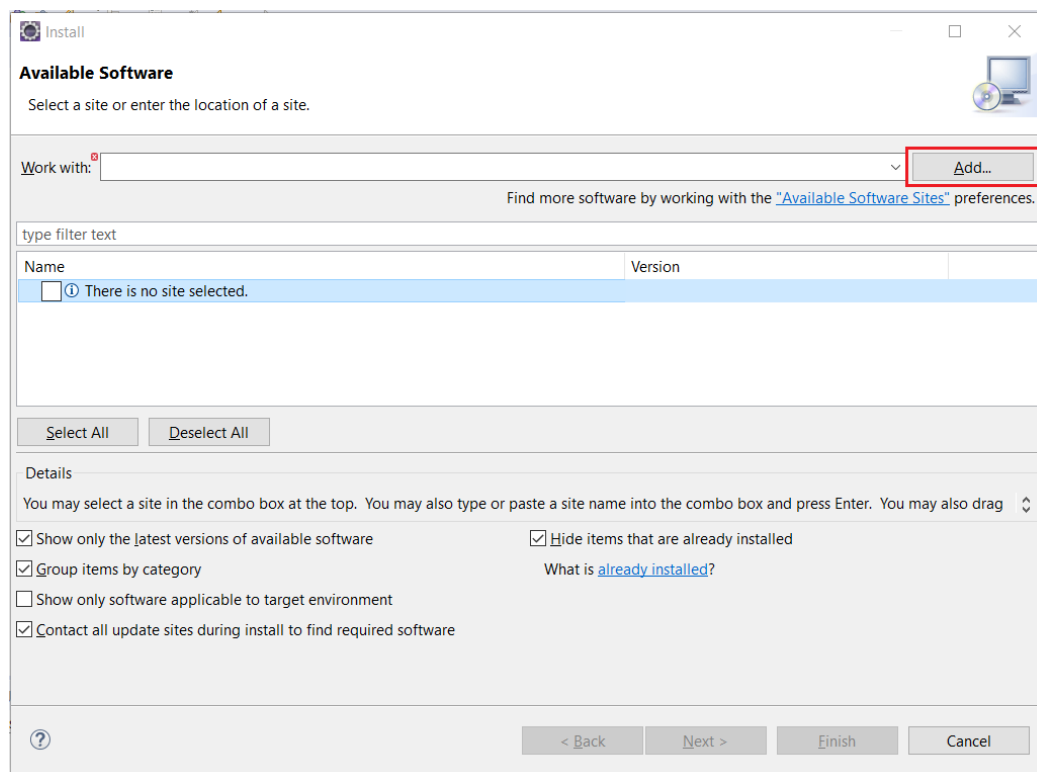 Install
Available Software
Select a site or enter the location of a site.
Work with:
Add...
Find more software by working with the "Available Software Sites" preferences.
type filter text
Name Version
There is no site selected.
Select All Deselect All
Details
You may select a site in the combo box at the top.  You may also type or paste a site name into the combo box and press Enter.  You may also drag
Show only the latest versions of available software Hide items that are already installed
Group items by category What is already installed?
Show only software applicable to target environment
Contact all update sites during install to find required software
? < Back Next > Finish Cancel